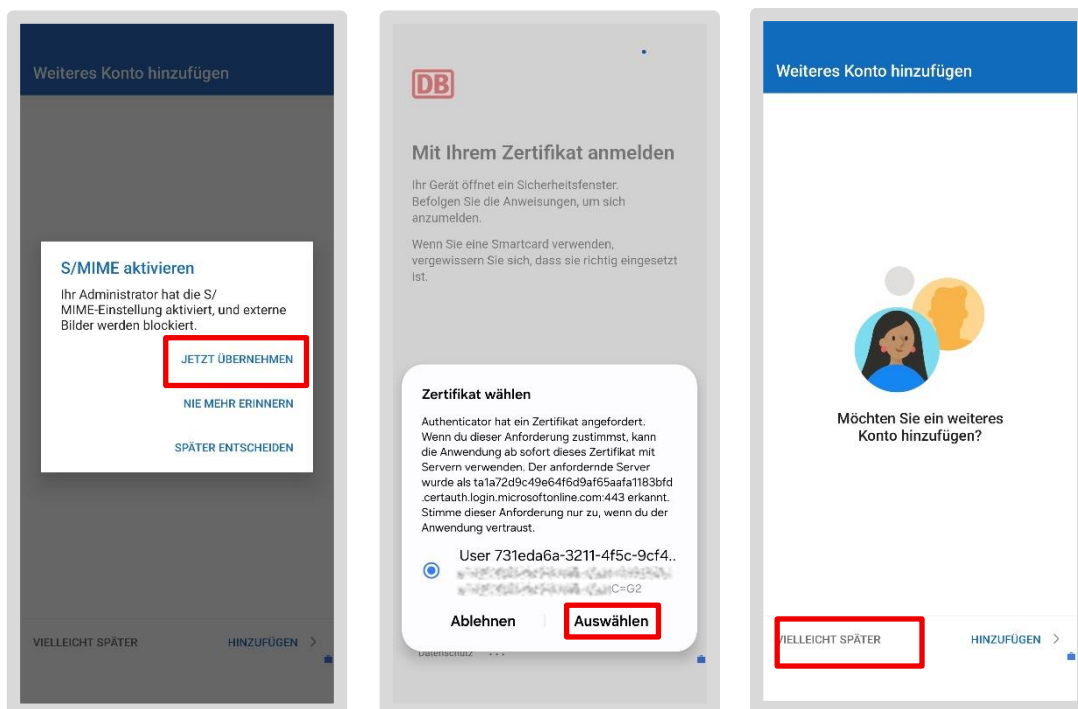 Weiteres Konto hinzufügen
S/MIME aktivieren
Ihr Administrator hat die S/
MIME-Einstellung aktiviert, und externe
Bilder werden blockiert.
JETZT ÜBERNEHMEN
NIE MEHR ERINNERN
SPÄTER ENTSCHEIDEN
VIELLEICHT SPÄTER
HINZUFÜGEN >
DB
Mit Ihrem Zertifikat anmelden
Ihr Gerät öffnet ein Sicherheitsfenster.
Befolgen Sie die Anweisungen, um sich
anzumelden.
Wenn Sie eine Smartcard verwenden,
vergewissern Sie sich, dass sie richtig eingesetzt
ist.
Zertifikat wählen
Authenticator hat ein Zertifikat angefordert.
Wenn du dieser Anforderung zustimmst, kann
die Anwendung ab sofort dieses Zertifikat mit
Servern verwenden. Der anfordernde Server
wurde als ta1a72d9c49e64f6d9af65aafa1183bfd
.certauth.login.microsoftonline.com:443 erkannt.
Stimme dieser Anforderung nur zu, wenn du der
Anwendung vertraust.
User 731eda6a-3211-4f5c-9cf4..
C=G2
Ablehnen
Auswählen
Datenschutz ...
Weiteres Konto hinzufügen
Möchten Sie ein weiteres
Konto hinzufügen?
VIELLEICHT SPÄTER
HINZUFÜGEN >